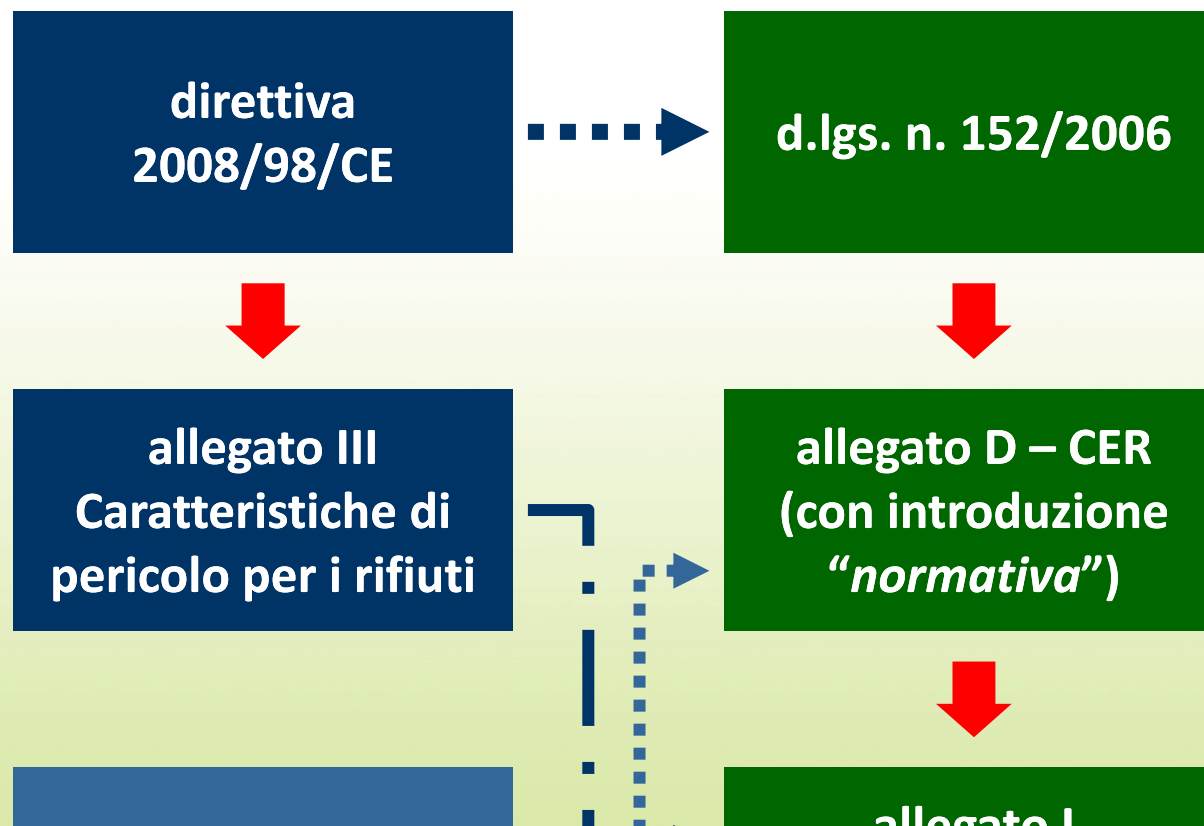 direttiva
2008/98/CE
d.lgs. n. 152/2006
allegato III
Caratteristiche di
pericolo per i rifiuti
allegato D – CER
(con introduzione
“normativa”)
allegato I